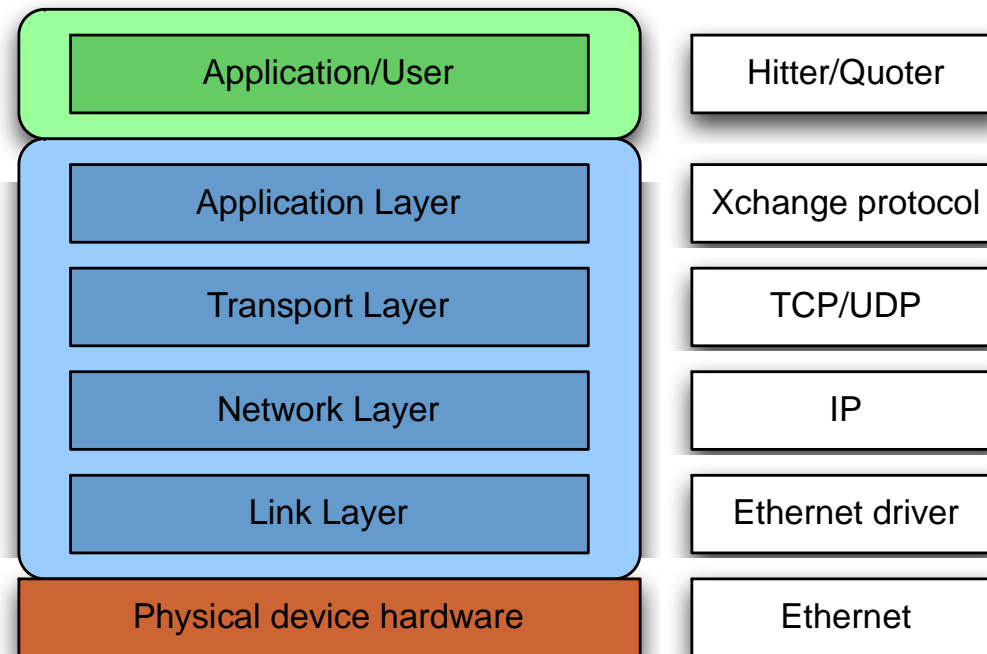 Application/User
Hitter/Quoter
Application Layer
Xchange protocol
Transport Layer
TCP/UDP
Network Layer
IP
Link Layer
Ethernet driver
Physical device hardware
Ethernet